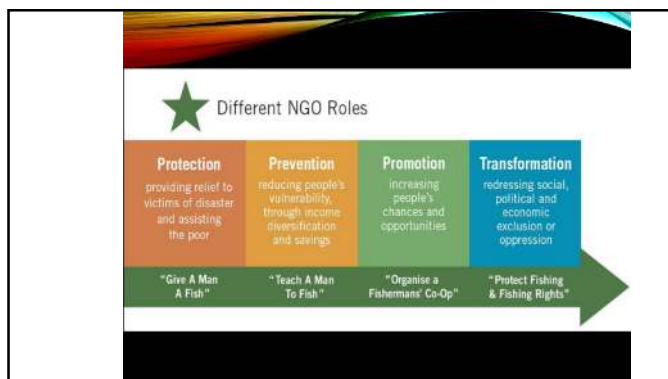 Different NGO Roles
Protection
providing relief to
victims of disaster
and assisting
the poor
Prevention
reducing people's
vulnerability,
through income
diversification
and savings
Promotion
increasing
people's
chances and
opportunities
Transformation
redressing social,
political and
economic
exclusion or
oppression
"Give A Man
A Fish"
"Teach A Man
To Fish"
"Organise a
Fishermans' Co-Op"
"Protect Fishing
& Fishing Rights"